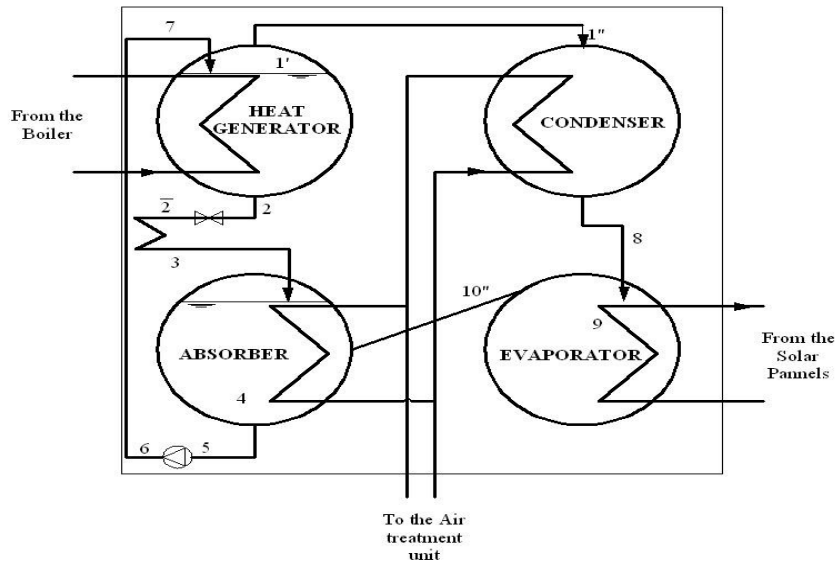 7
1'
1"
From the
Boiler
HEAT
GENERATOR
CONDENSER
2
2
8
3
10"
9
ABSORBER
EVAPORATOR
From the
Solar
Pannels
4
6
5
To the Air
treatment
unit